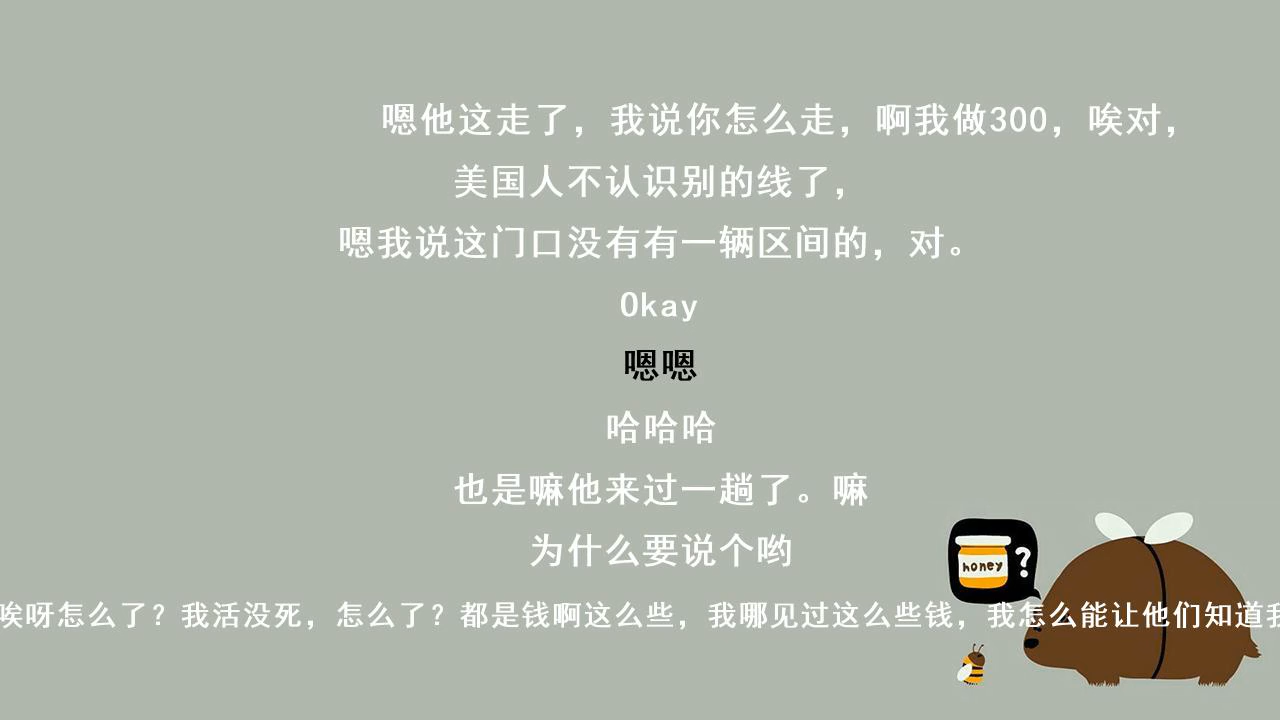 嗯他这走了，我说你怎么走，啊我做300，唉对，
美国人不认识别的线了，
嗯我说这门口没有有一辆区间的，对。
Okay
嗯嗯
哈哈哈
也是嘛他来过一趟了。嘛
为什么要说个哟
honey
?
唉呀怎么了？我活没死，怎么了？都是钱啊这么些，我哪见过这么些钱，我怎么能让他们知道我